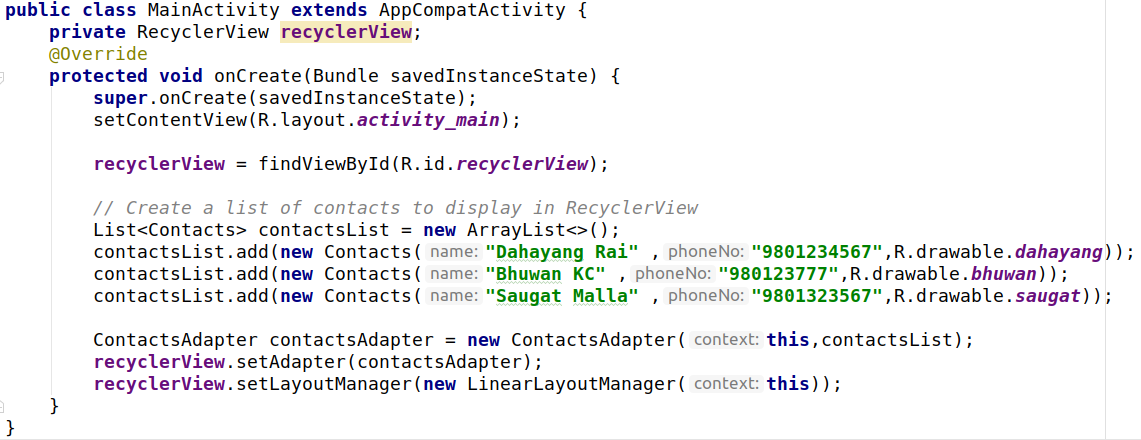 public class MainActivity extends AppCompatActivity {
    private RecyclerView recyclerView;
    @Override
    protected void onCreate(Bundle savedInstanceState) {
        super.onCreate(savedInstanceState);
        setContentView(R.layout.activity_main);

        recyclerView = findViewById(R.id.recyclerView);

        // Create a list of contacts to display in RecyclerView
        List<Contacts> contactsList = new ArrayList<>();
        contactsList.add(new Contacts( name: "Dahayang Rai" , phoneNo: "9801234567",R.drawable.dahayang));
        contactsList.add(new Contacts( name: "Bhuwan KC" , phoneNo: "980123777",R.drawable.bhuwan));
        contactsList.add(new Contacts( name: "Saugat Malla" , phoneNo: "9801323567",R.drawable.saugat));

        ContactsAdapter contactsAdapter = new ContactsAdapter( context: this,contactsList);
        recyclerView.setAdapter(contactsAdapter);
        recyclerView.setLayoutManager(new LinearLayoutManager( context: this));
    }
}